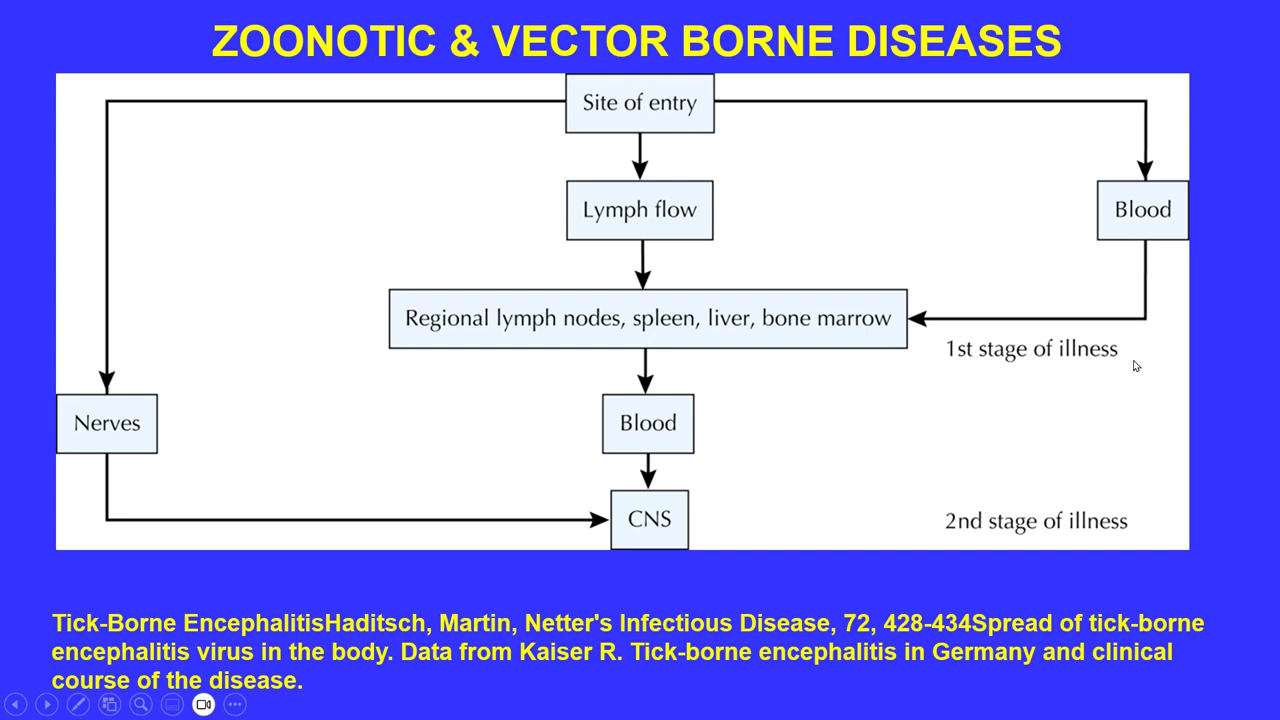 ZOONOTIC & VECTOR BORNE DISEASES
Site of entry
Lymph flow
Blood
Regional lymph nodes, spleen, liver, bone marrow
1st stage of illness
Nerves
Blood
CNS
2nd stage of illness
Tick-Borne EncephalitisHaditsch, Martin, Netter's Infectious Disease, 72, 428-434Spread of tick-borne
encephalitis virus in the body. Data from Kaiser R. Tick-borne encephalitis in Germany and clinical
course of the disease.